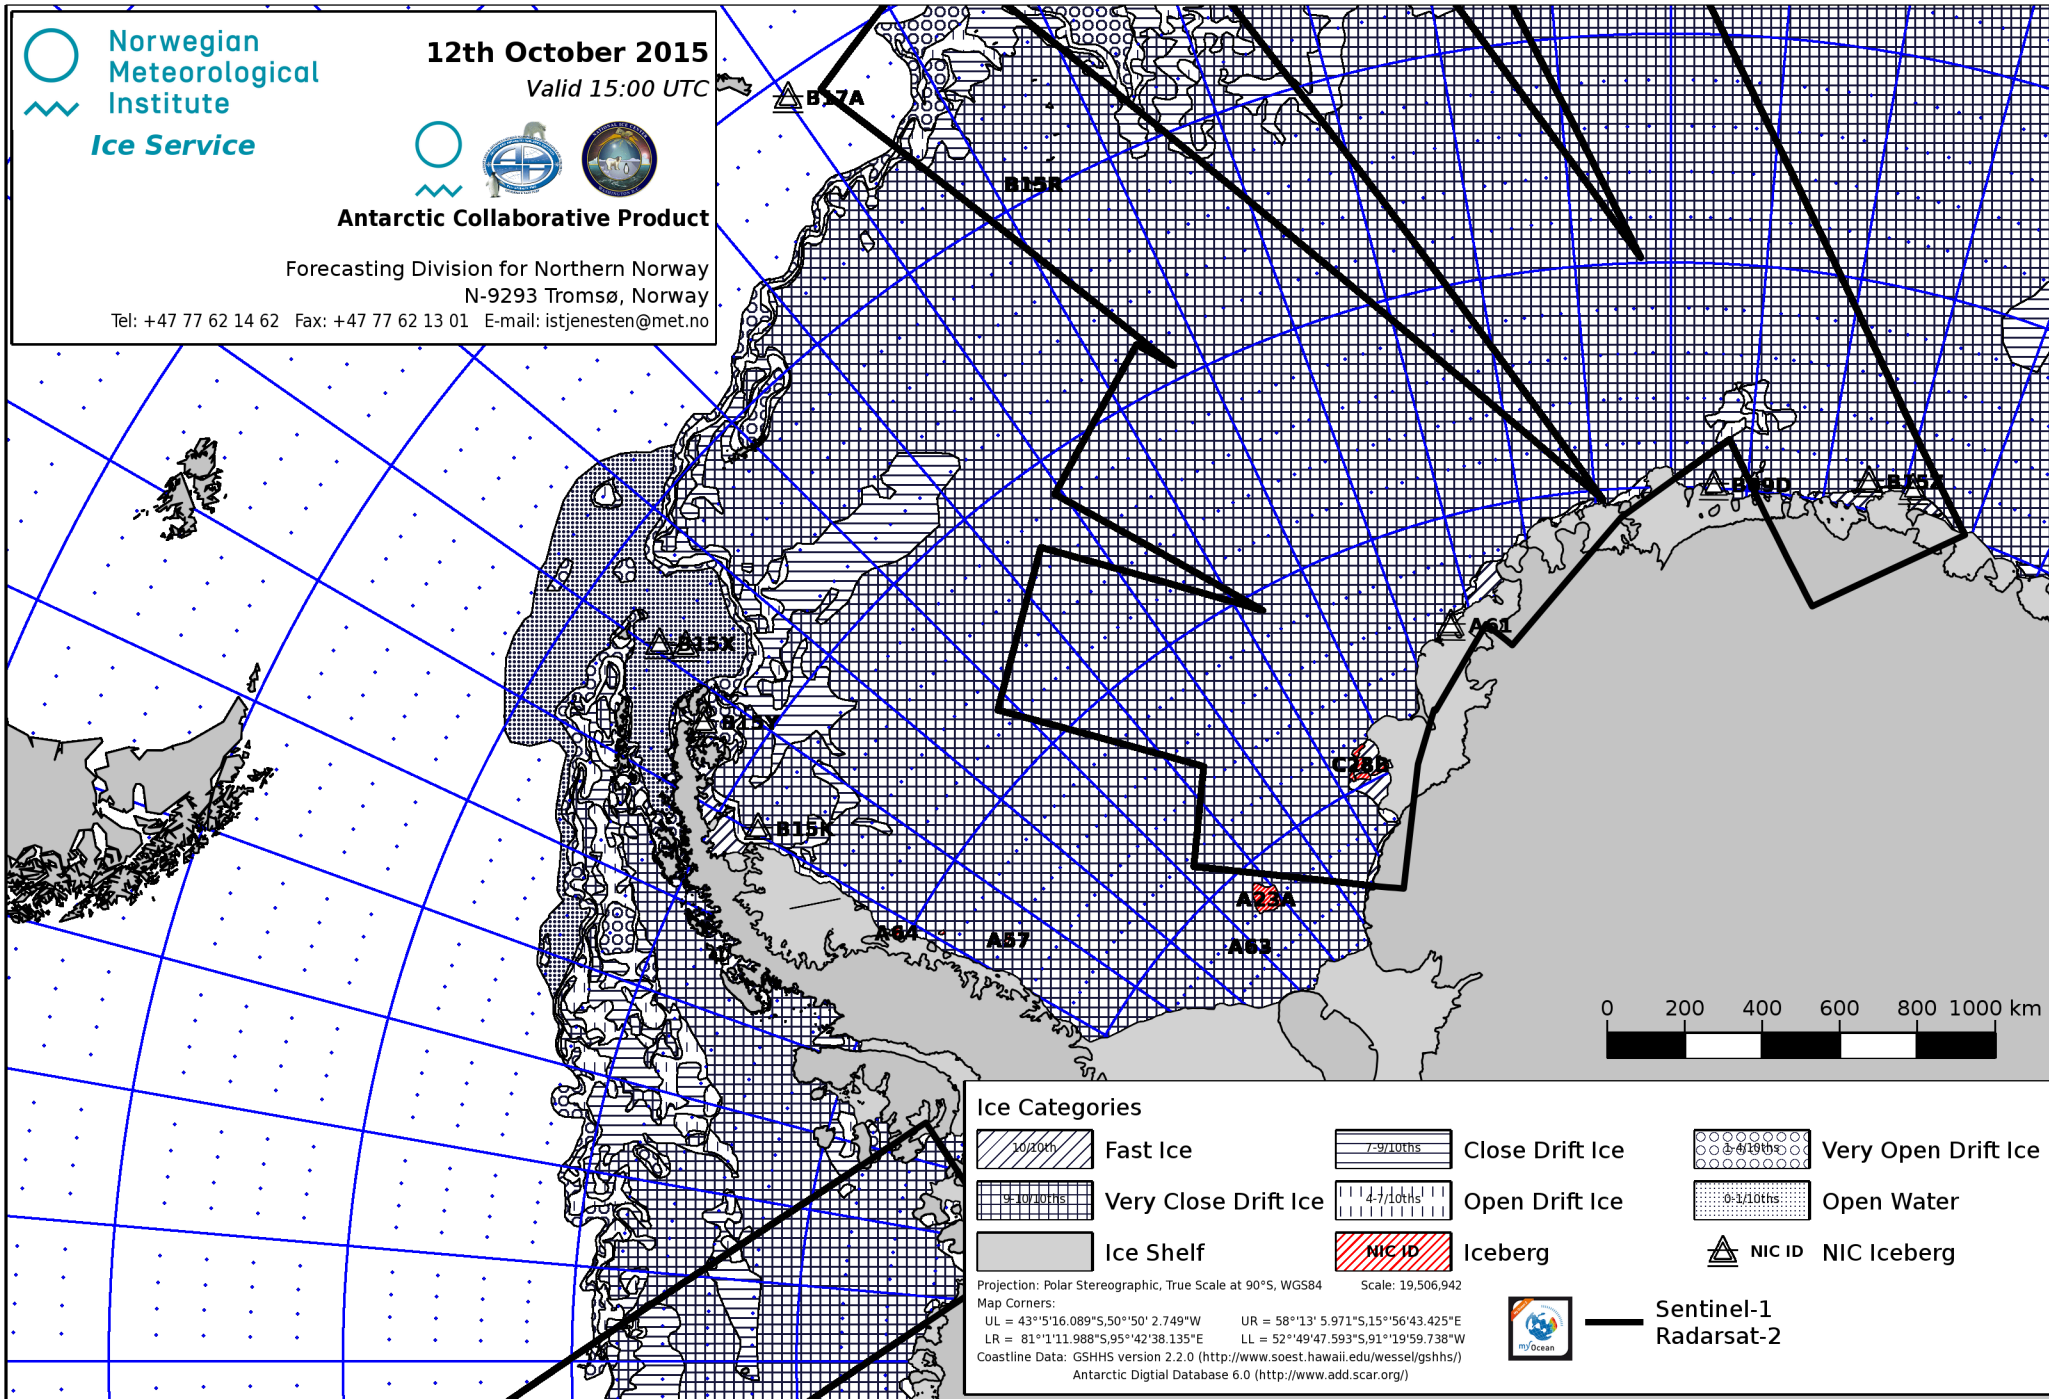 Norwegian
Meteorological
Institute
Ice Service
12th October 2015
Valid 15:00 UTC
Antarctic Collaborative Product
Forecasting Division for Northern Norway
N-9293 Tromsø, Norway
Tel: +47 77 62 14 62 Fax: +47 77 62 13 01 E-mail: istjenesten@met.no
B17A
B15R
B09D
B15Z
B15X
A61
B15Y
C28B
B15K
A23A
A64
A57
A63
0 200 400 600 800 1000 km
Ice Categories
10/10th Fast Ice
7-9/10ths Close Drift Ice
1-4/10ths Very Open Drift Ice
9-10/10ths Very Close Drift Ice
4-7/10ths Open Drift Ice
0-1/10ths Open Water
Ice Shelf
NIC ID Iceberg
NIC ID NIC Iceberg
Projection: Polar Stereographic, True Scale at 90°S, WGS84 Scale: 19,506,942
Map Corners:
UL = 43°'5'16.089"S,50°'50' 2.749"W UR = 58°'13' 5.971"S,15°'56'43.425"E
LR = 81°'1'11.988"S,95°'42'38.135"E LL = 52°'49'47.593"S,91°'19'59.738"W
Coastline Data: GSHHS version 2.2.0 (http://www.soest.hawaii.edu/wessel/gshhs/)
Antarctic Digtial Database 6.0 (http://www.add.scar.org/)
myOcean
Sentinel-1
Radarsat-2